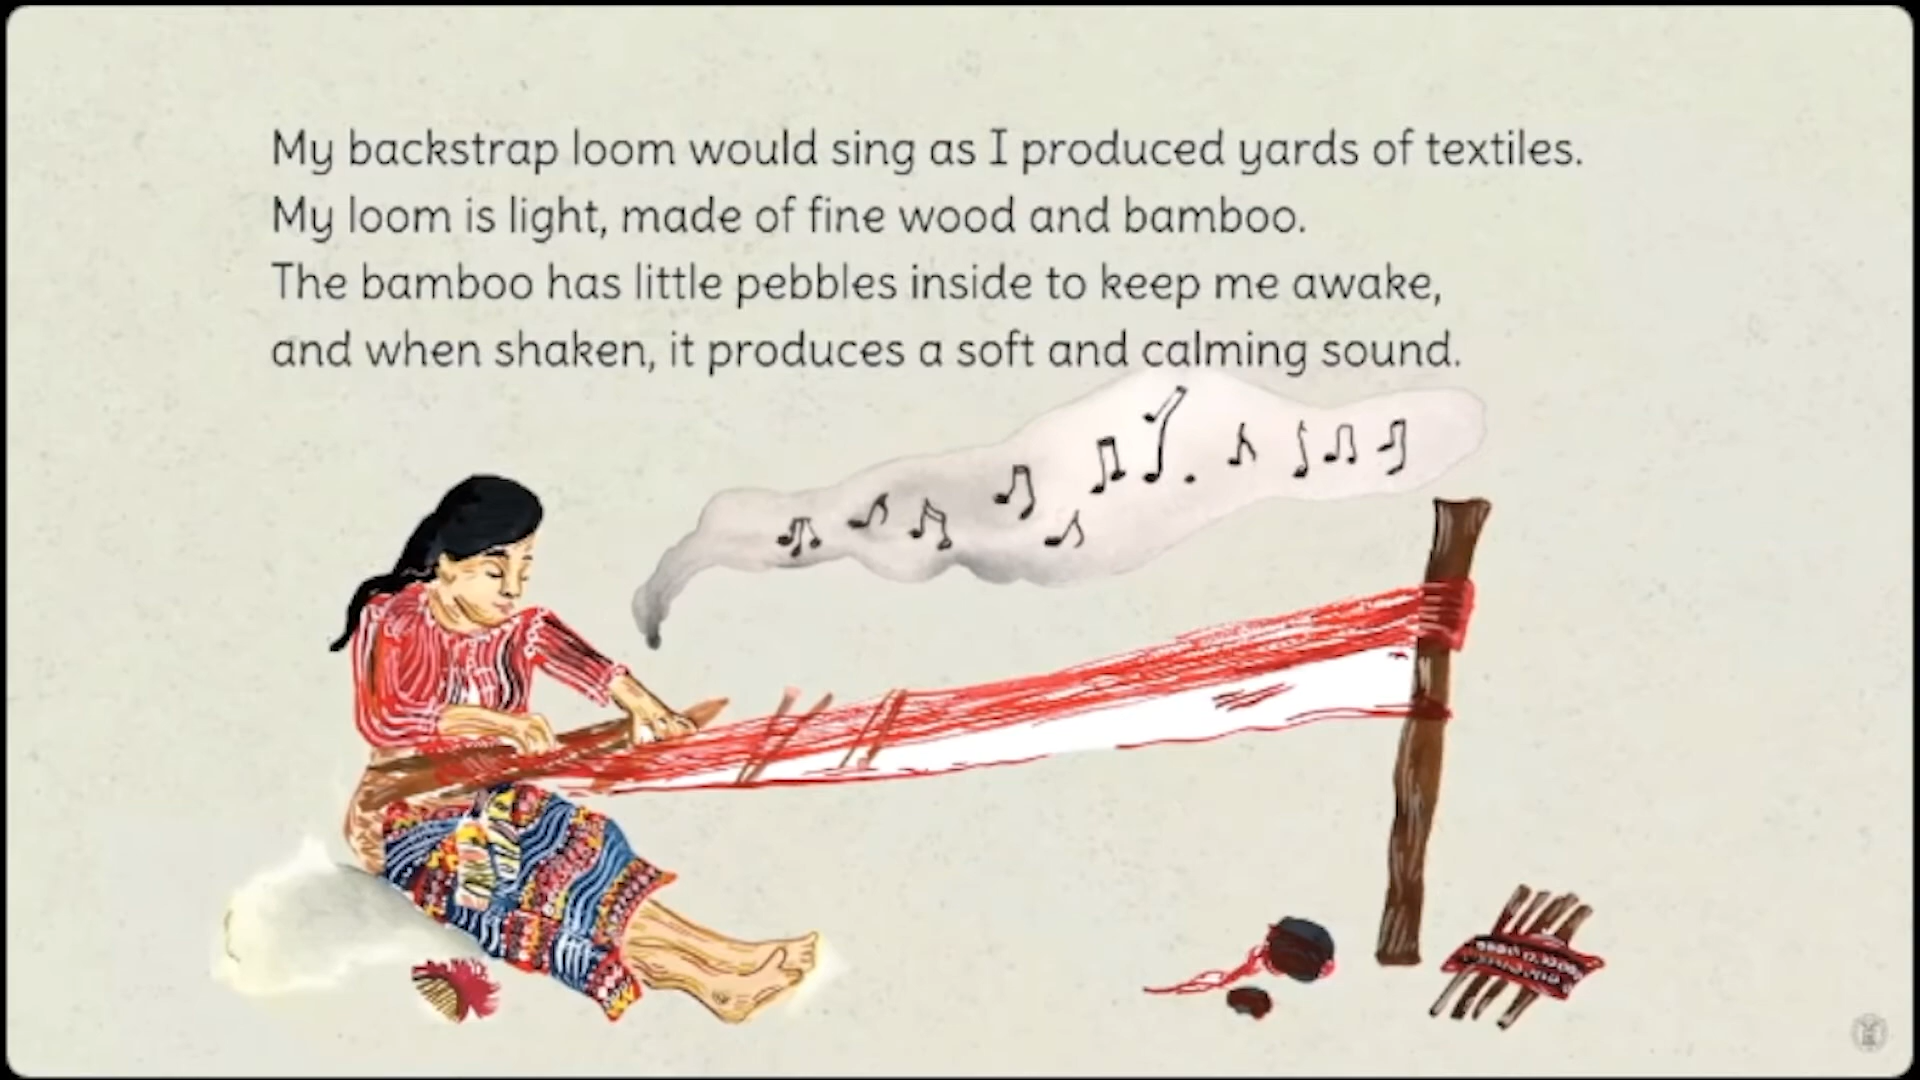 My backstrap loom would sing as I produced yards of textiles.
My loom is light, made of fine wood and bamboo.
The bamboo has little pebbles inside to keep me awake,
and when shaken, it produces a soft and calming sound.